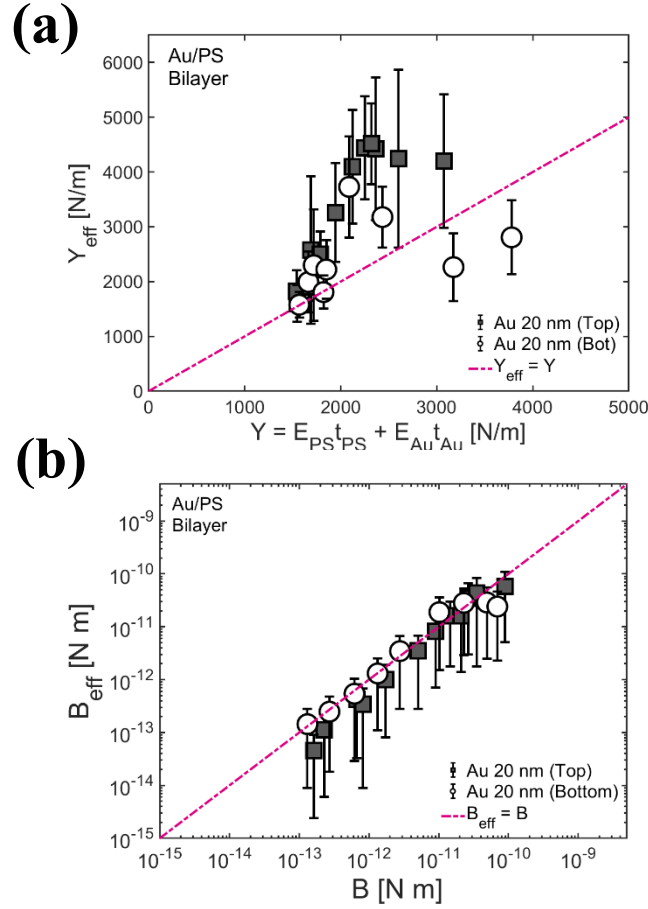 (a)
Au/PS
Bilayer
6000
5000
4000
3000
2000
1000
0
Y_eff [N/m]
Au 20 nm (Top)
Au 20 nm (Bot)
Y_eff = Y
0 1000 2000 3000 4000 5000
Y = E_PS t_PS + E_Au t_Au [N/m]
(b)
Au/PS
Bilayer
10^-9
10^-10
10^-11
10^-12
10^-13
10^-14
10^-15
B_eff [N m]
Au 20 nm (Top)
Au 20 nm (Bottom)
B_eff = B
10^-15 10^-14 10^-13 10^-12 10^-11 10^-10 10^-9
B [N m]